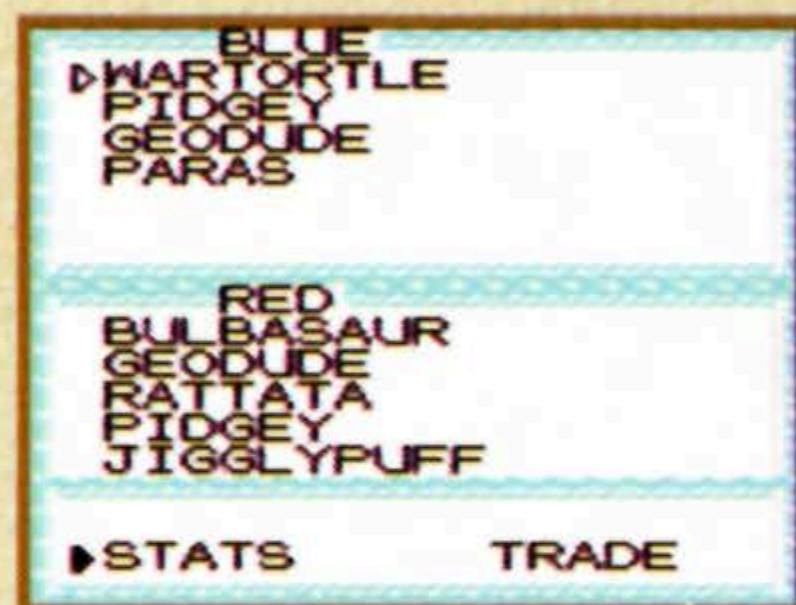 BLUE
▷WARTORTLE
PIDGEY
GEODUDE
PARAS
RED
BULBASAUR
GEODUDE
RATTATA
PIDGEY
JIGGLYPUFF
▶STATS TRADE